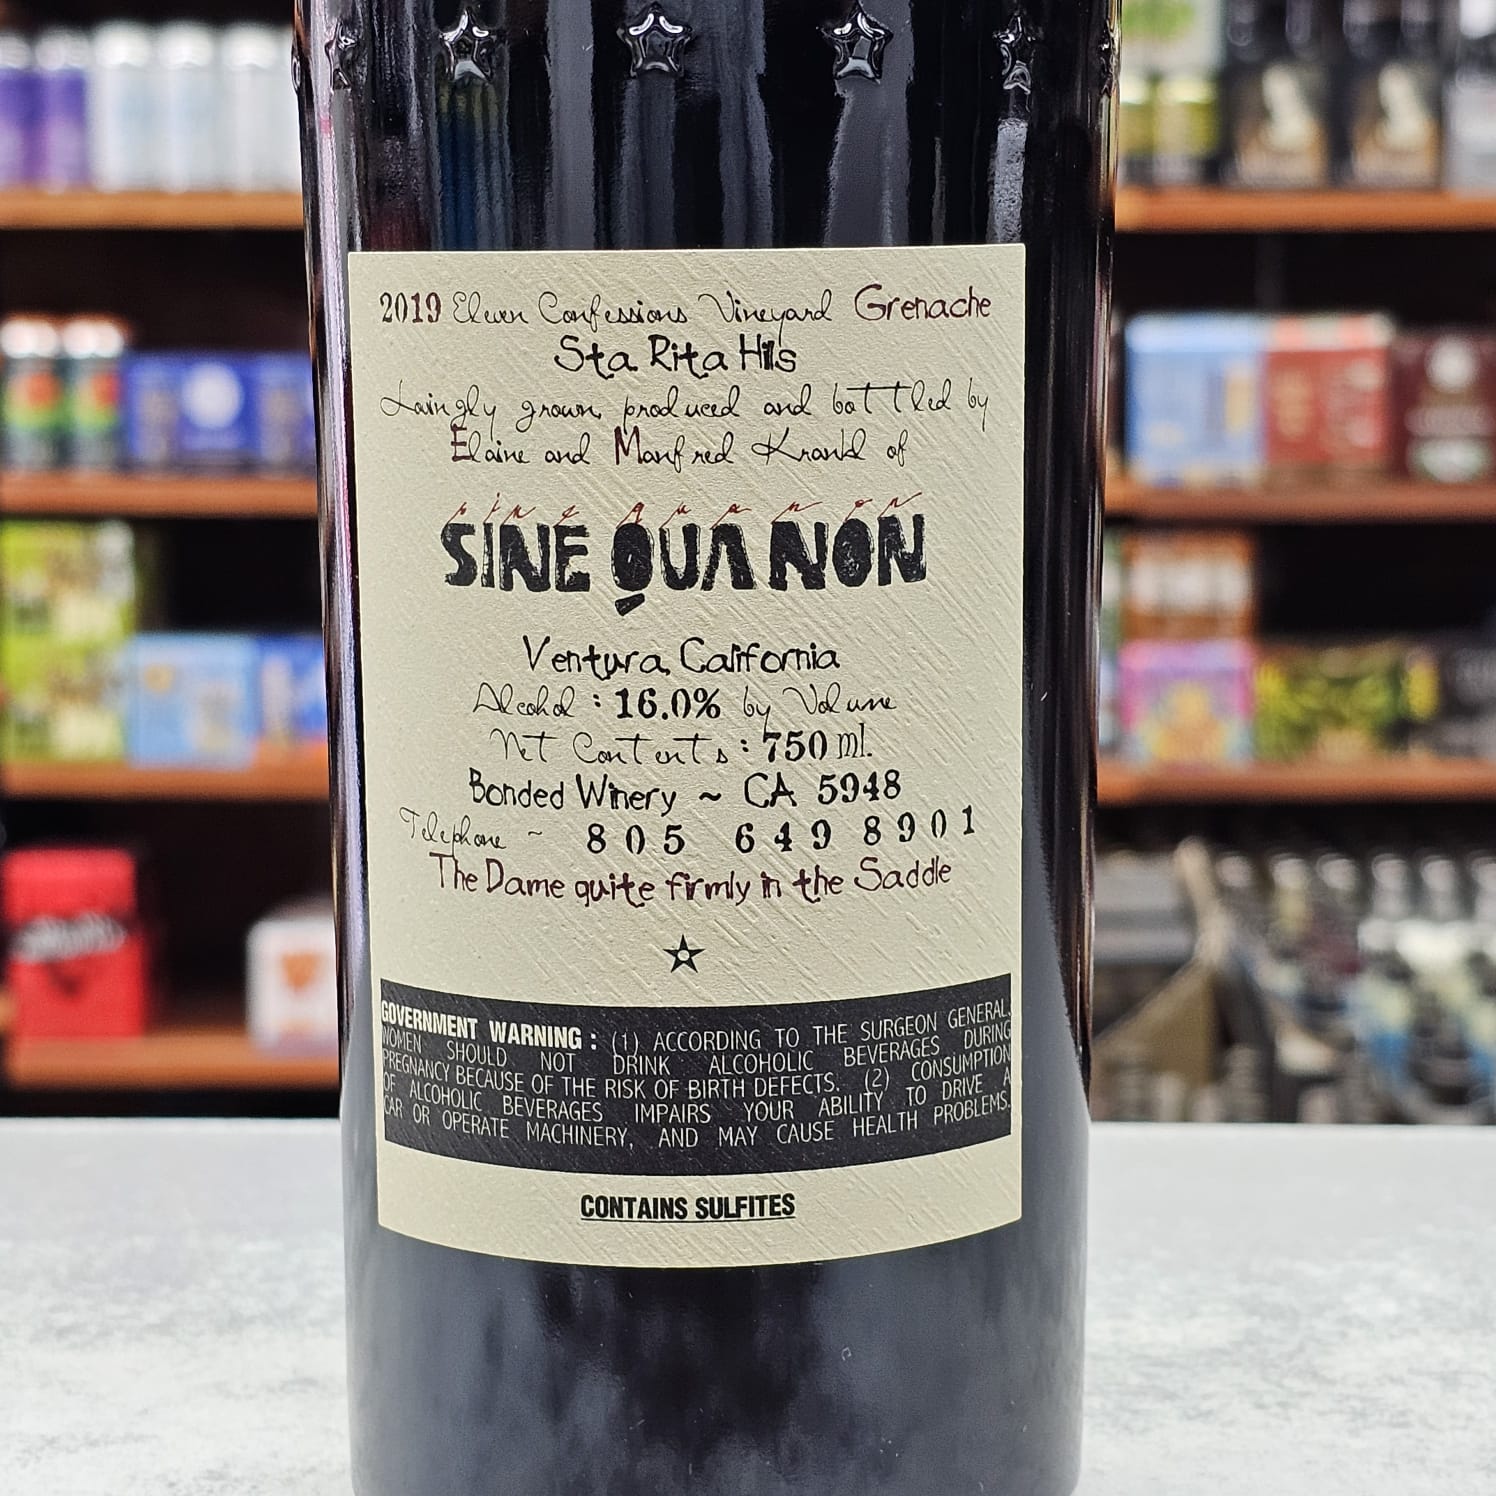 2019 Eleven Confessions Vineyard Grenache
Sta. Rita Hills
Lovingly grown, produced and bottled by
Elaine and Manfred Krankl of
sine qua non
SINE QUA NON
Ventura, California
Alcohol : 16.0% by Volume
Net Contents : 750 ml.
Bonded Winery ~ CA 5948
Telephone ~ 805 649 8901
The Dame quite firmly in the Saddle
GOVERNMENT WARNING : (1) ACCORDING TO THE SURGEON GENERAL,
WOMEN SHOULD NOT DRINK ALCOHOLIC BEVERAGES DURING
PREGNANCY BECAUSE OF THE RISK OF BIRTH DEFECTS. (2) CONSUMPTION
OF ALCOHOLIC BEVERAGES IMPAIRS YOUR ABILITY TO DRIVE A
CAR OR OPERATE MACHINERY, AND MAY CAUSE HEALTH PROBLEMS.
CONTAINS SULFITES